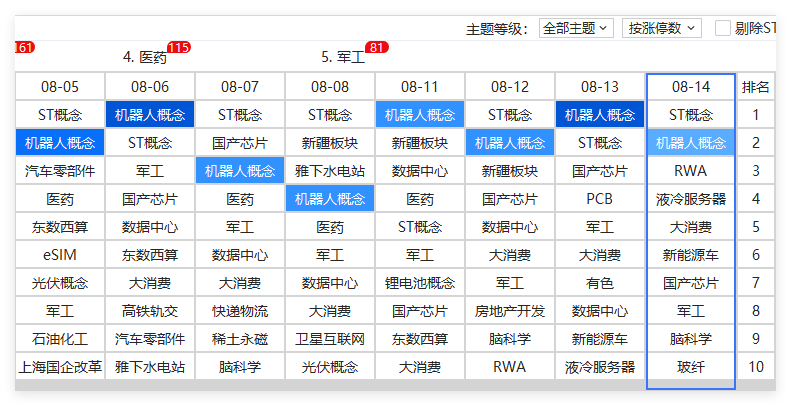 主题等级： 全部主题 按涨停数 剔除ST
161 4. 医药 115 5. 军工 81
08-05 08-06 08-07 08-08 08-11 08-12 08-13 08-14 排名
ST概念 机器人概念 ST概念 ST概念 机器人概念 ST概念 机器人概念 ST概念 1
机器人概念 ST概念 国产芯片 新疆板块 新疆板块 机器人概念 ST概念 机器人概念 2
汽车零部件 军工 机器人概念 雅下水电站 数据中心 新疆板块 国产芯片 RWA 3
医药 国产芯片 医药 机器人概念 医药 国产芯片 PCB 液冷服务器 4
东数西算 数据中心 军工 医药 ST概念 数据中心 军工 大消费 5
eSIM 东数西算 数据中心 军工 军工 大消费 大消费 新能源车 6
光伏概念 大消费 大消费 数据中心 锂电池概念 军工 有色 国产芯片 7
军工 高铁轨交 快递物流 大消费 国产芯片 房地产开发 数据中心 军工 8
石油化工 汽车零部件 稀土永磁 卫星互联网 东数西算 脑科学 新能源车 脑科学 9
上海国企改革 雅下水电站 脑科学 光伏概念 大消费 RWA 液冷服务器 玻纤 10